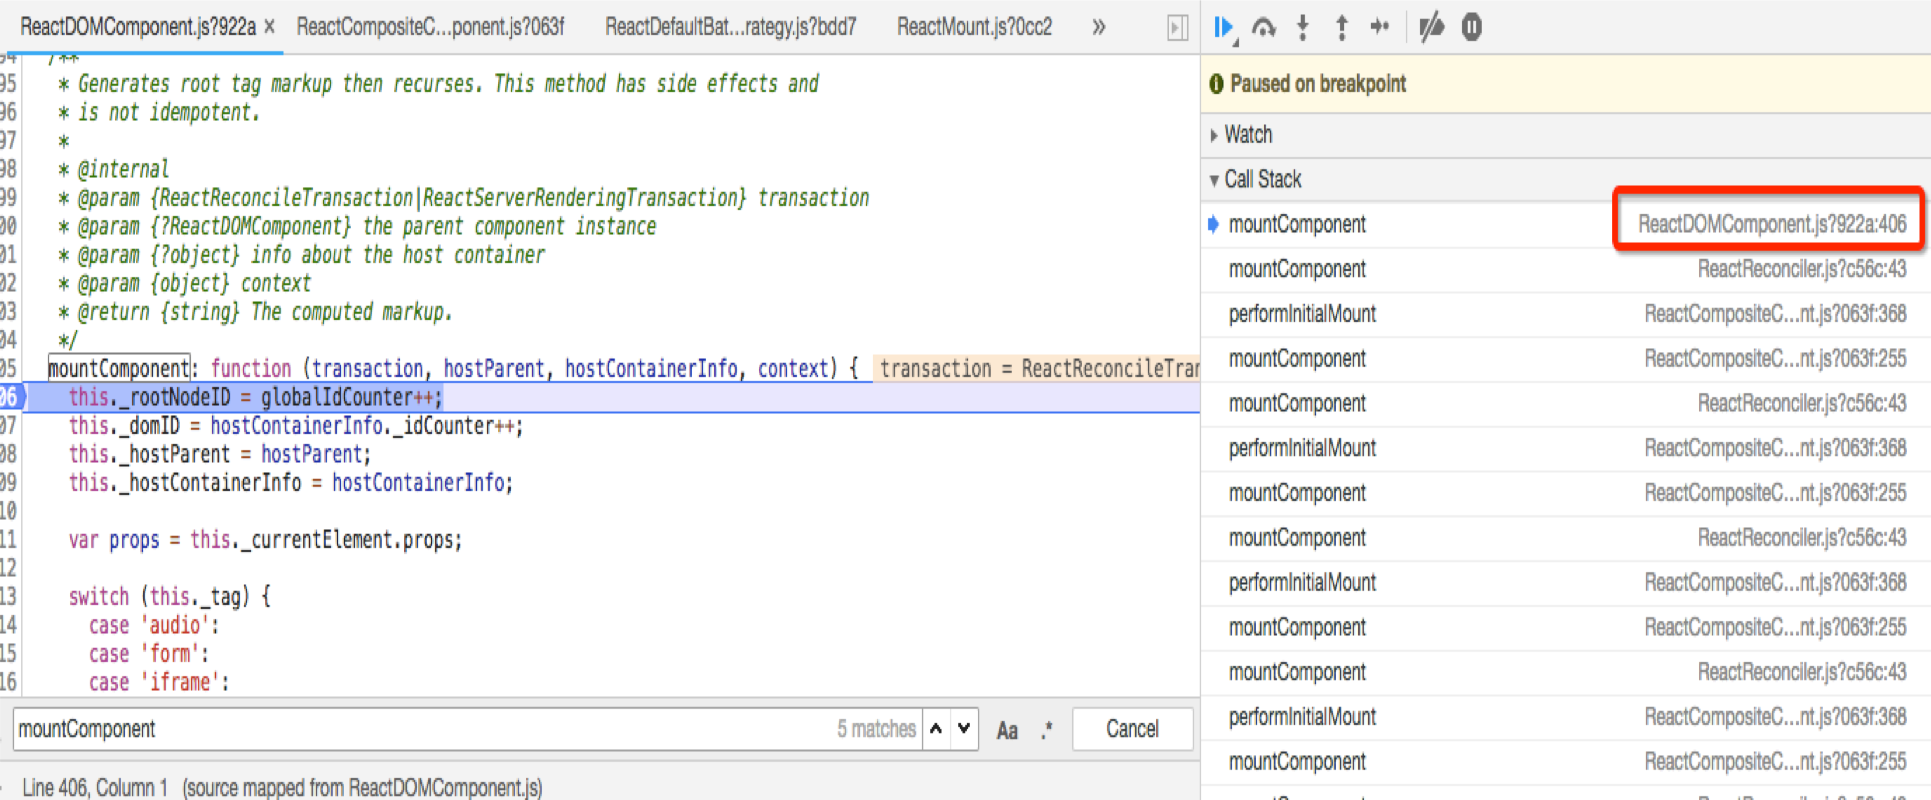 ReactDOMComponent.js?922a × ReactCompositeC...ponent.js?063f ReactDefaultBat...rategy.js?bdd7 ReactMount.js?0cc2 »
94 /**
95 * Generates root tag markup then recurses. This method has side effects and
96 * is not idempotent.
97 *
98 * @internal
99 * @param {ReactReconcileTransaction|ReactServerRenderingTransaction} transaction
00 * @param {?ReactDOMComponent} the parent component instance
01 * @param {?object} info about the host container
02 * @param {object} context
03 * @return {string} The computed markup.
04 */
05 mountComponent: function (transaction, hostParent, hostContainerInfo, context) { transaction = ReactReconcileTran
06 this._rootNodeID = globalIdCounter++;
07 this._domID = hostContainerInfo._idCounter++;
08 this._hostParent = hostParent;
09 this._hostContainerInfo = hostContainerInfo;
10
11 var props = this._currentElement.props;
12
13 switch (this._tag) {
14 case 'audio':
15 case 'form':
16 case 'iframe':
mountComponent 5 matches Aa .* Cancel
Line 406, Column 1 (source mapped from ReactDOMComponent.js)
Paused on breakpoint
Watch
Call Stack
mountComponent ReactDOMComponent.js?922a:406
mountComponent ReactReconciler.js?c56c:43
performInitialMount ReactCompositeC...nt.js?063f:368
mountComponent ReactCompositeC...nt.js?063f:255
mountComponent ReactReconciler.js?c56c:43
performInitialMount ReactCompositeC...nt.js?063f:368
mountComponent ReactCompositeC...nt.js?063f:255
mountComponent ReactReconciler.js?c56c:43
performInitialMount ReactCompositeC...nt.js?063f:368
mountComponent ReactCompositeC...nt.js?063f:255
mountComponent ReactReconciler.js?c56c:43
performInitialMount ReactCompositeC...nt.js?063f:368
mountComponent ReactCompositeC...nt.js?063f:255